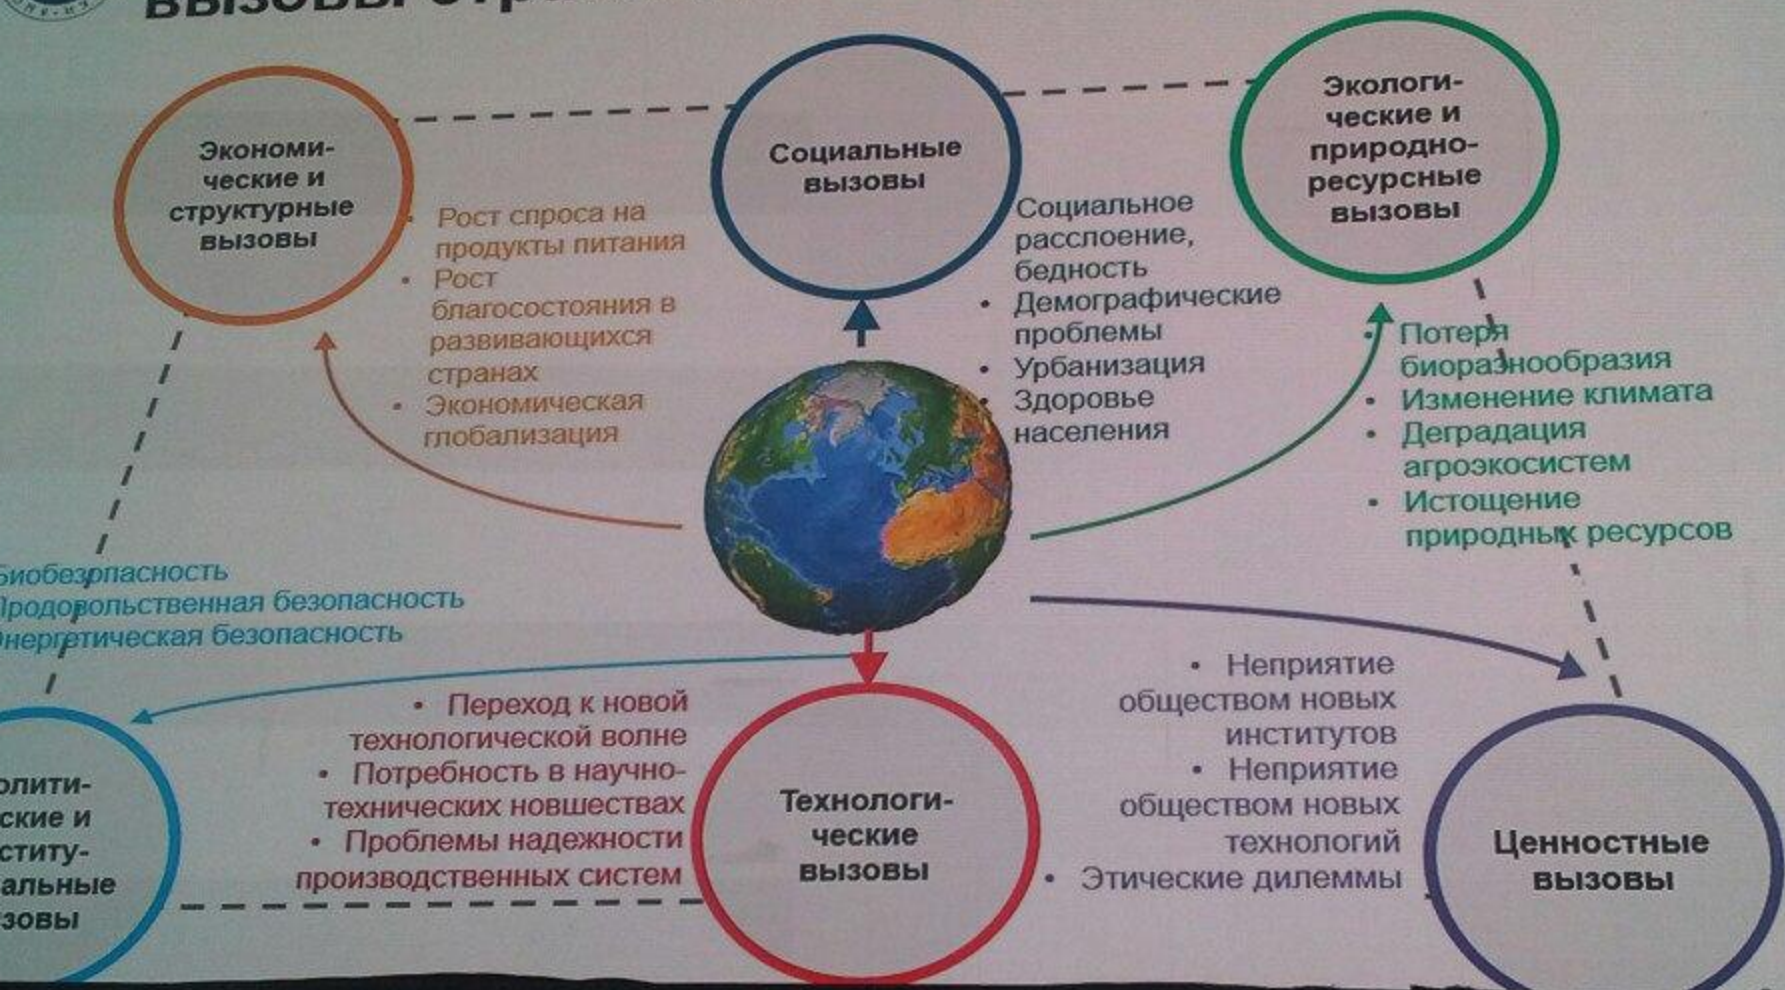 Экономи-
ческие и
структурные
вызовы
Социальные
вызовы
Экологи-
ческие и
природно-
ресурсные
вызовы
• Рост спроса на
продукты питания
• Рост
благосостояния в
развивающихся
странах
• Экономическая
глобализация
Социальное
расслоение,
бедность
• Демографические
проблемы
• Урбанизация
• Здоровье
населения
• Потеря
биоразнообразия
• Изменение климата
• Деградация
агроэкосистем
• Истощение
природных ресурсов
Биобезопасность
Продовольственная безопасность
Энергетическая безопасность
олити-
ские и
ститу-
альные
зовы
• Переход к новой
технологической волне
• Потребность в научно-
технических новшествах
• Проблемы надежности
производственных систем
Технологи-
ческие
вызовы
• Неприятие
обществом новых
институтов
• Неприятие
обществом новых
технологий
• Этические дилеммы
Ценностные
вызовы